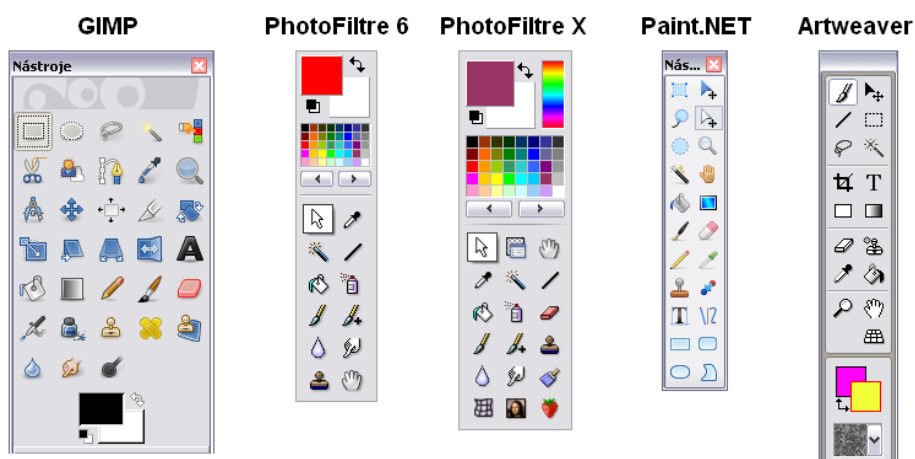 GIMP
PhotoFiltre 6
PhotoFiltre X
Paint.NET
Artweaver
Nástroje
Nás...